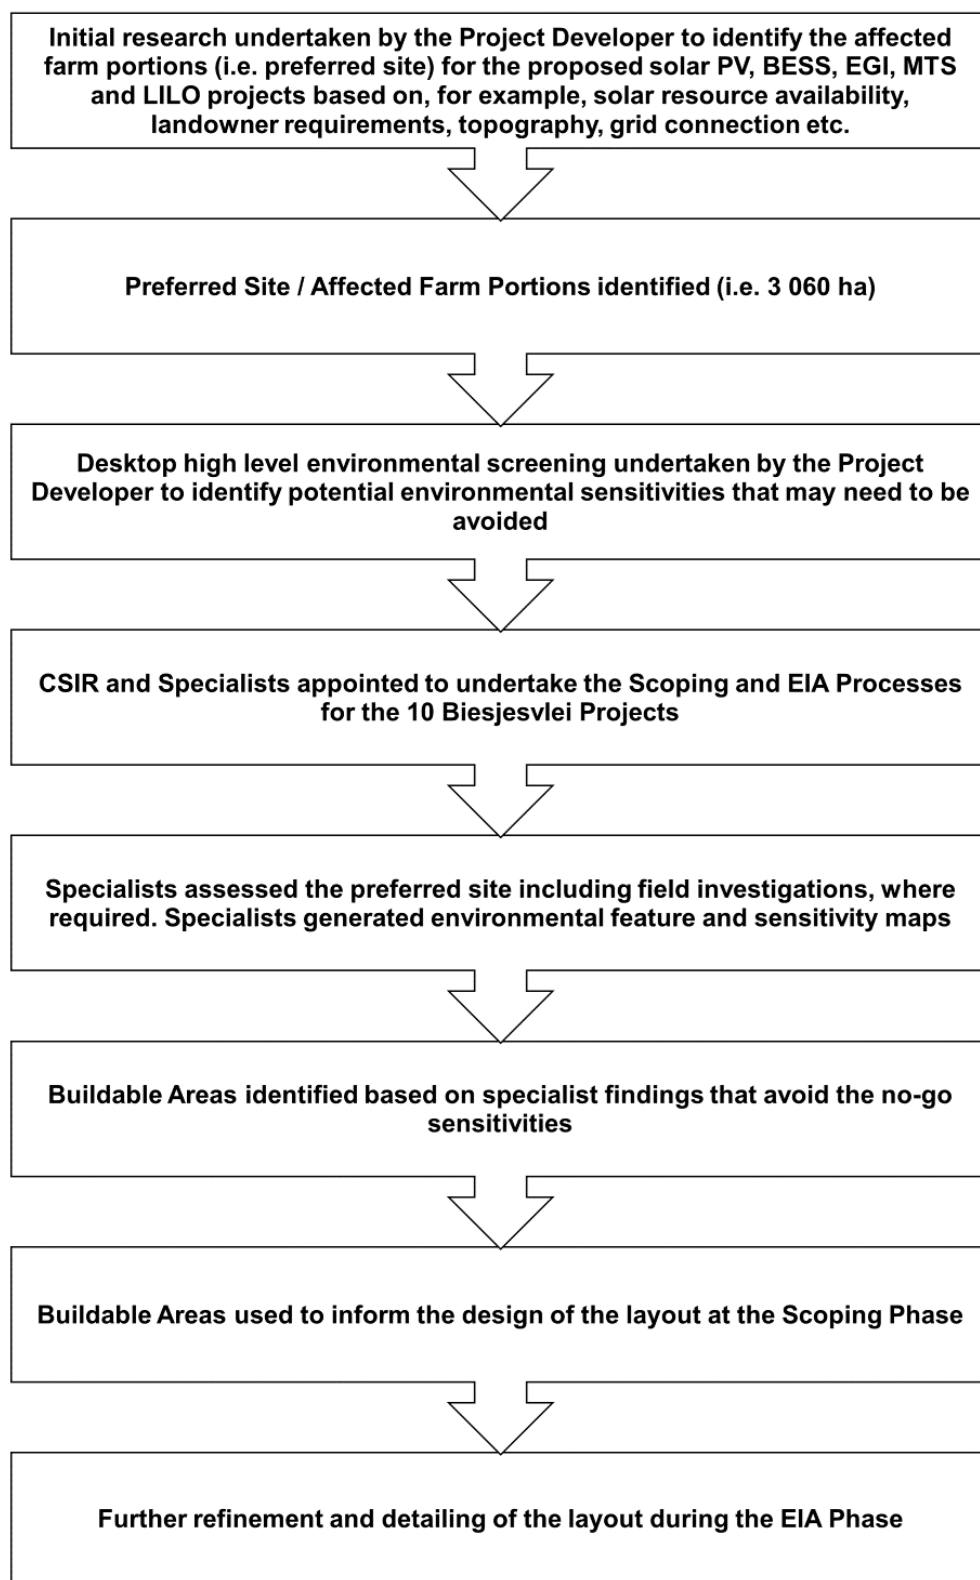 Initial research undertaken by the Project Developer to identify the affected
farm portions (i.e. preferred site) for the proposed solar PV, BESS, EGI, MTS
and LILO projects based on, for example, solar resource availability,
landowner requirements, topography, grid connection etc.
Preferred Site / Affected Farm Portions identified (i.e. 3 060 ha)
Desktop high level environmental screening undertaken by the Project
Developer to identify potential environmental sensitivities that may need to be
avoided
CSIR and Specialists appointed to undertake the Scoping and EIA Processes
for the 10 Biesjesvlei Projects
Specialists assessed the preferred site including field investigations, where
required. Specialists generated environmental feature and sensitivity maps
Buildable Areas identified based on specialist findings that avoid the no-go
sensitivities
Buildable Areas used to inform the design of the layout at the Scoping Phase
Further refinement and detailing of the layout during the EIA Phase